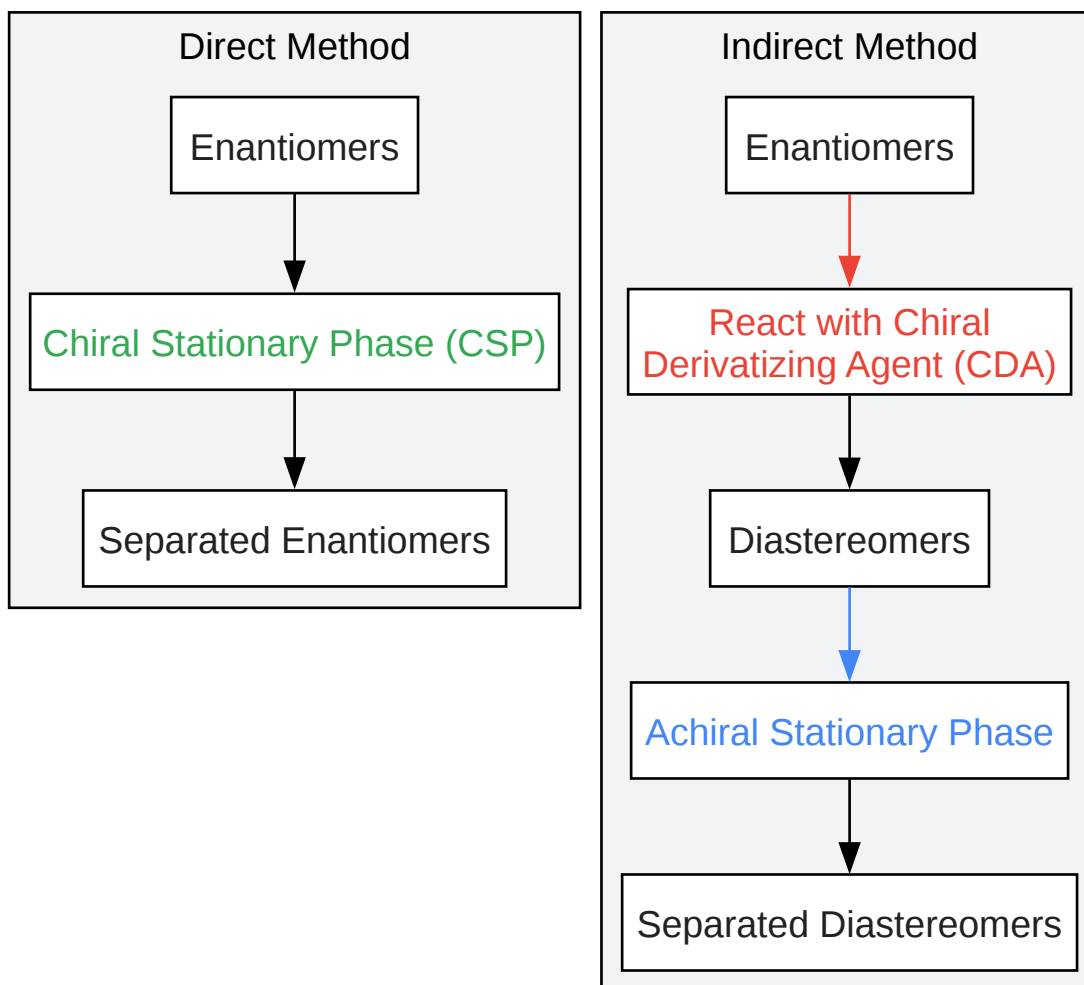 Direct Method
Enantiomers
Chiral Stationary Phase (CSP)
Separated Enantiomers
Indirect Method
Enantiomers
React with Chiral
Derivatizing Agent (CDA)
Diastereomers
Achiral Stationary Phase
Separated Diastereomers